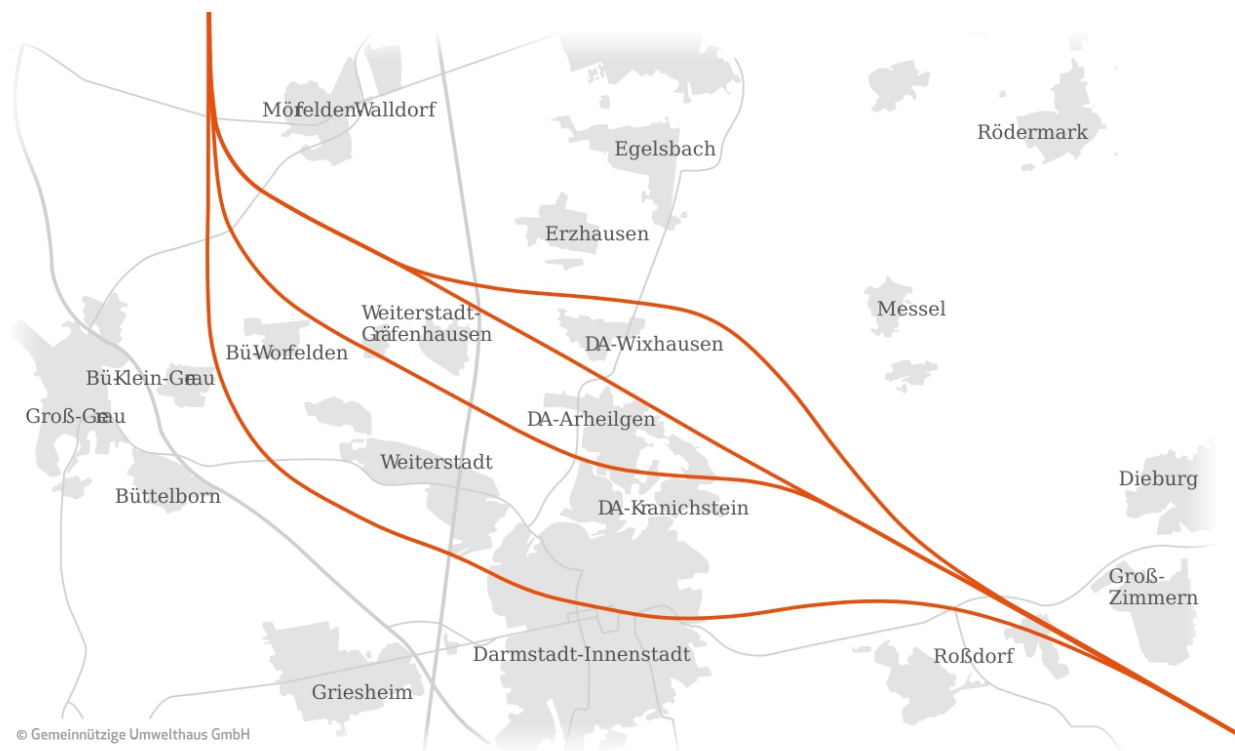 Mörfelden-Walldorf
Rödermark
Egelsbach
Erzhausen
Messel
Weiterstadt-
Gräfenhausen
DA-Wixhausen
Bü-Worfelden
Bü-Klein-Gerau
Groß-Gerau
DA-Arheilgen
Weiterstadt
Dieburg
Büttelborn
DA-Kranichstein
Groß-
Zimmern
Darmstadt-Innenstadt
Roßdorf
Griesheim
© Gemeinnützige Umwelthaus GmbH